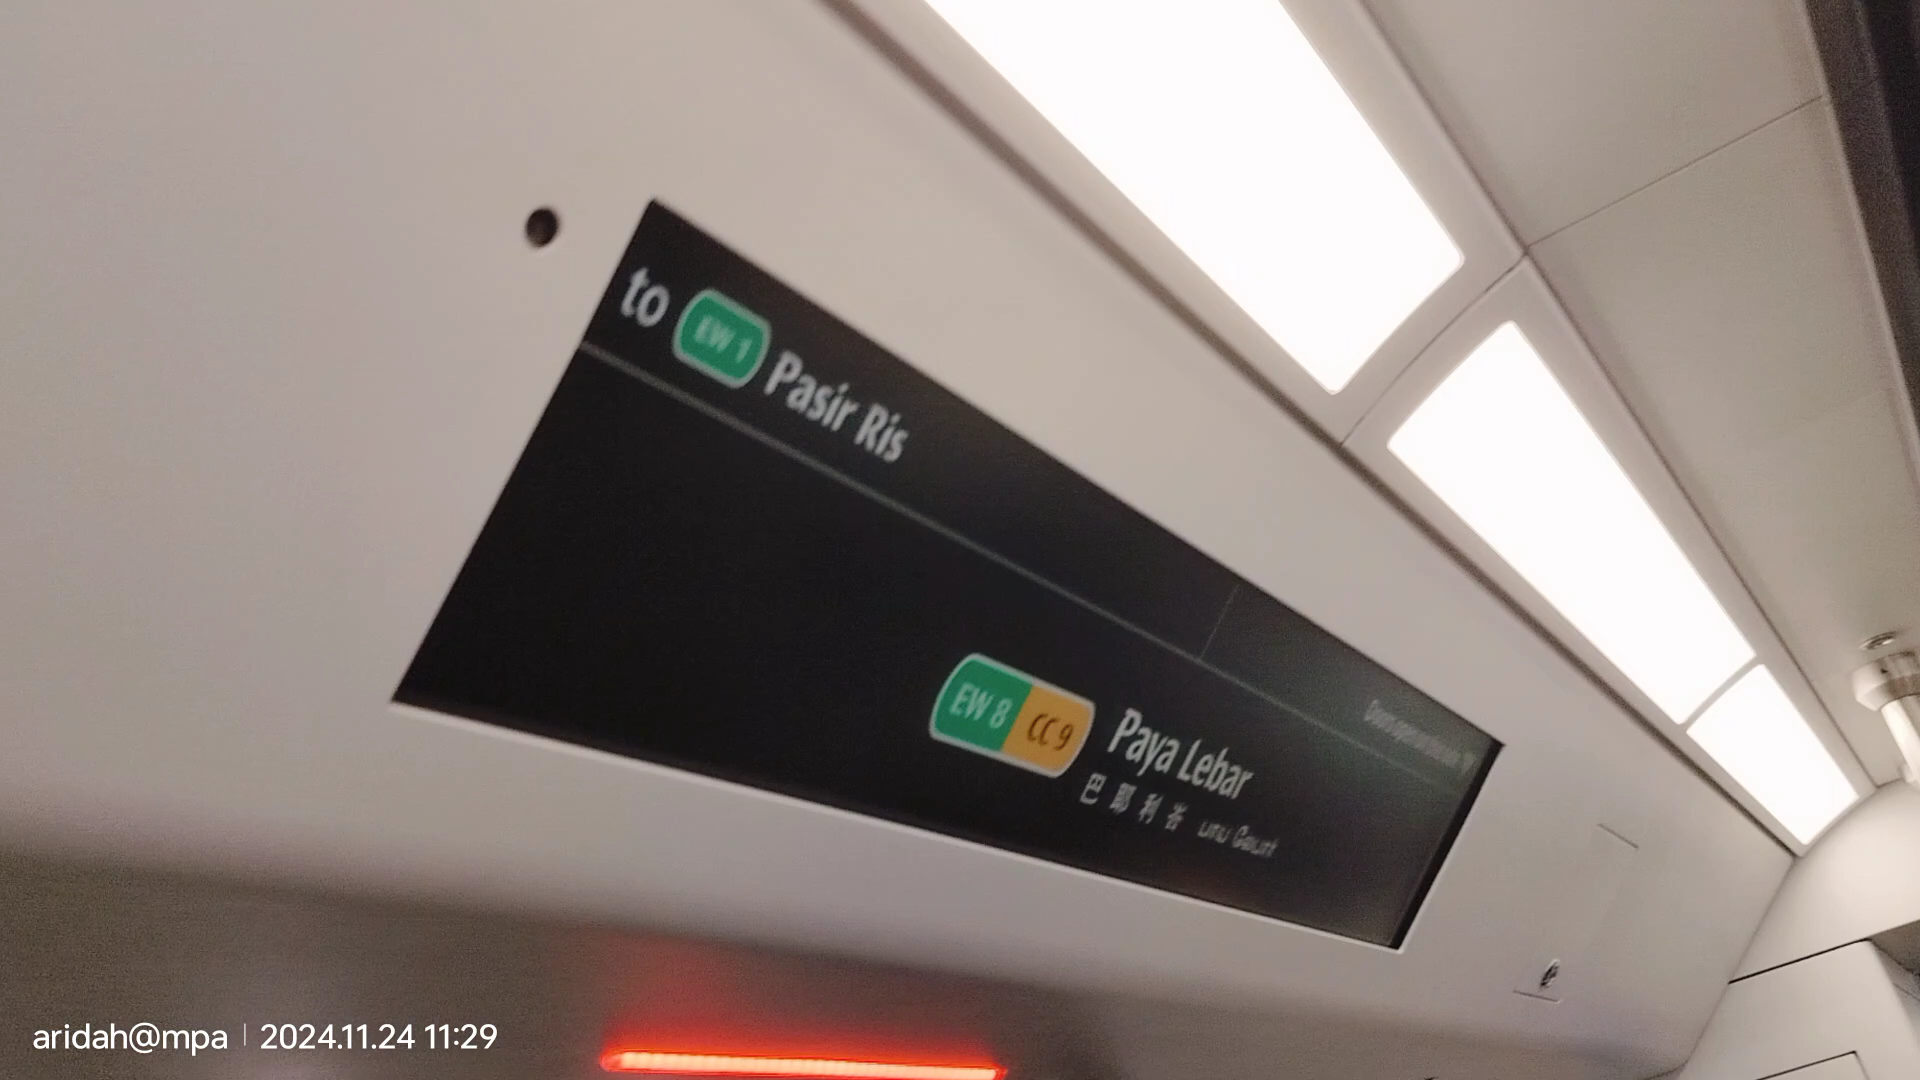 to EW 1 Pasir Ris
EW 8 CC 9 Paya Lebar
巴耶利峇
aridah@mpa | 2024.11.24 11:29